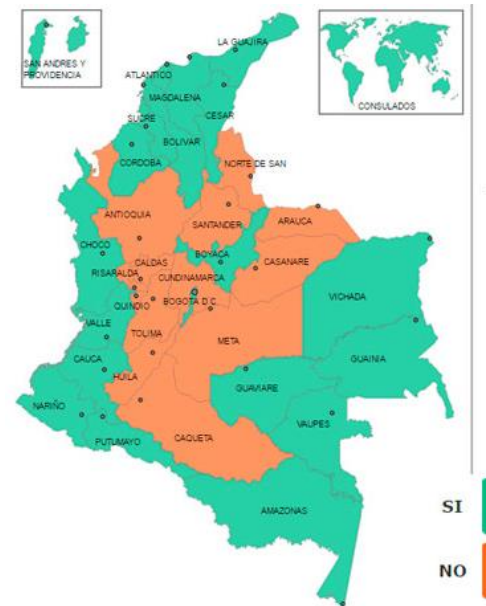 LA GUAJIRA
SAN ANDRES Y
PROVIDENCIA
ATLANTICO
CONSULADOS
MAGDALENA
CESAR
SUCRE
BOLIVAR
CORDOBA
NORTE DE SAN
ANTIOQUIA
SANTANDER
ARAUCA
CHOCO
BOYACA
CALDAS
CASANARE
RISARALDA
CUNDINAMARCA
VICHADA
QUINDIO
BOGOTA D.C.
VALLE
TOLIMA
META
GUAINIA
CAUCA
HUILA
GUAVIARE
NARIÑO
VAUPES
PUTUMAYO
CAQUETA
AMAZONAS
SI
NO